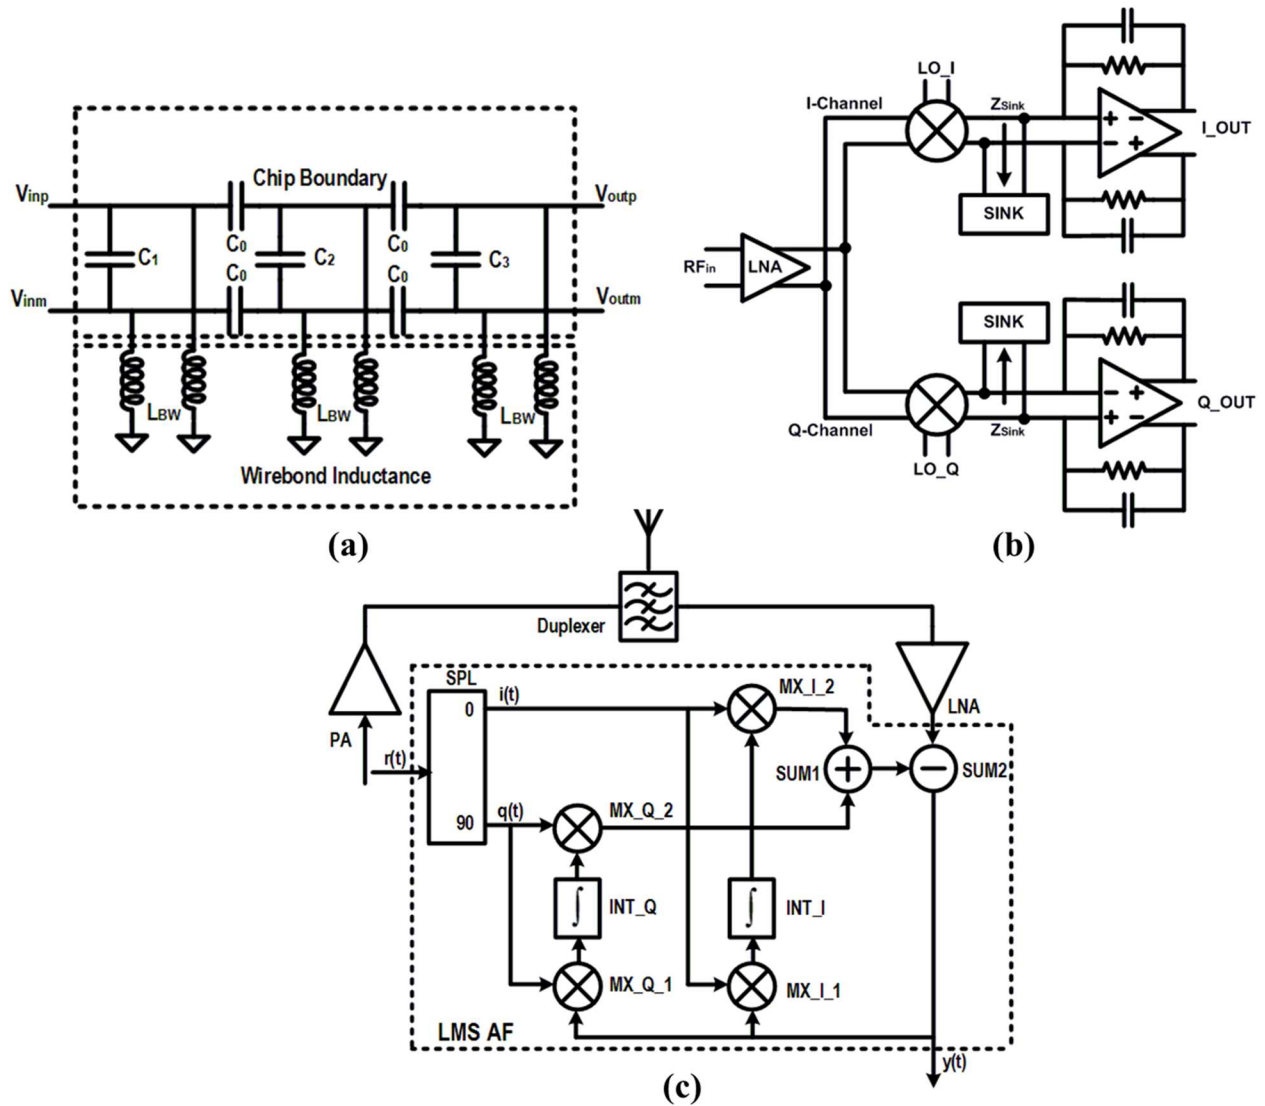 Chip Boundary
Vinp
Voutp
C0
C0
C1
C2
C3
C0
C0
Vinm
Voutm
LBW
LBW
LBW
Wirebond Inductance
(a)
LO_I
I-Channel
ZSink
+ −
− +
I_OUT
SINK
RFin
LNA
SINK
− +
+ −
Q_OUT
Q-Channel
ZSink
LO_Q
(b)
Duplexer
PA
LNA
SPL
0
i(t)
MX_I_2
r(t)
SUM1
+
−
SUM2
90
q(t)
MX_Q_2
∫
INT_Q
∫
INT_I
MX_Q_1
MX_I_1
LMS AF
y(t)
(c)